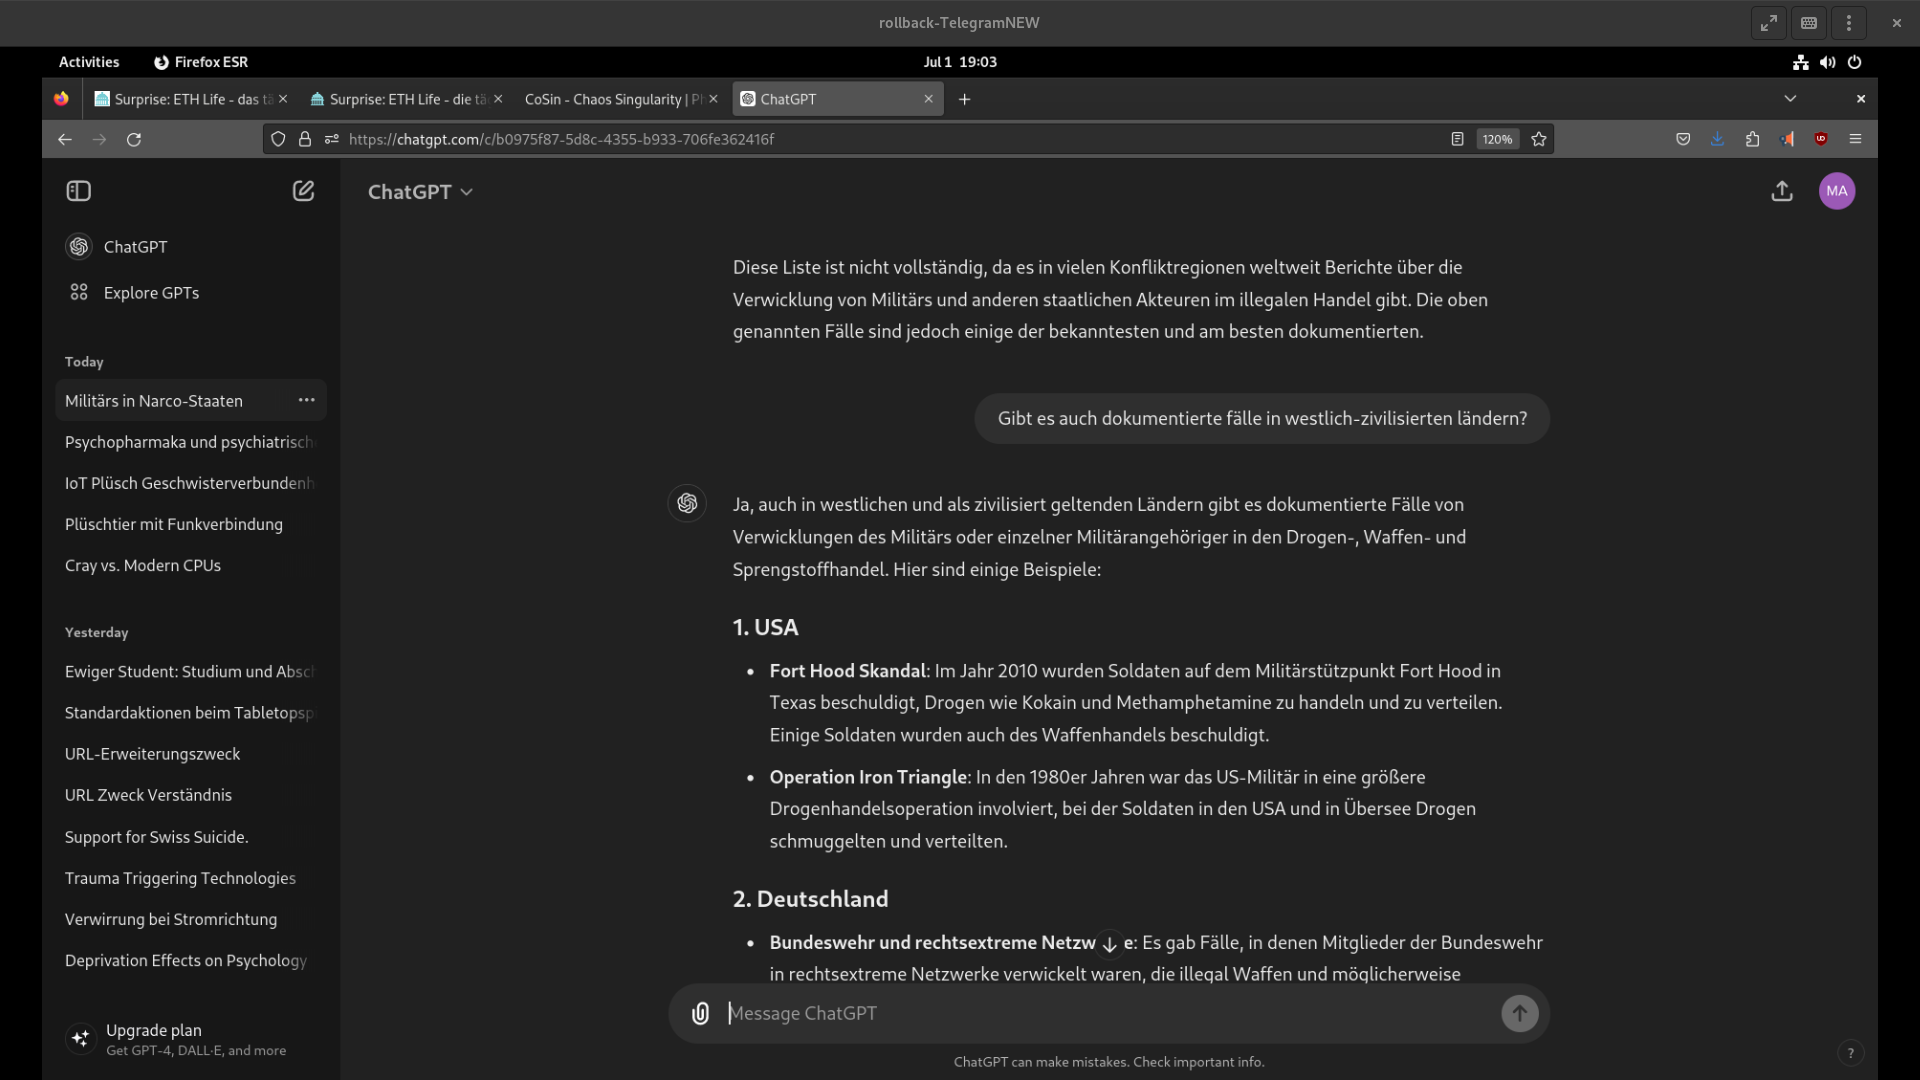 rollback-TelegramNEW
Activities
Firefox ESR
Jul 1 19:03
Surprise: ETH Life - das tä
Surprise: ETH Life - die tä
CoSin - Chaos Singularity | P
ChatGPT
https://chatgpt.com/c/b0975f87-5d8c-4355-b933-706fe362416f
120%
ChatGPT
MA
ChatGPT
Explore GPTs
Today
Militärs in Narco-Staaten
Psychopharmaka und psychiatrisch
IoT Plüsch Geschwisterverbundenh
Plüschtier mit Funkverbindung
Cray vs. Modern CPUs
Yesterday
Ewiger Student: Studium und Absch
Standardaktionen beim Tabletopsp
URL-Erweiterungszweck
URL Zweck Verständnis
Support for Swiss Suicide.
Trauma Triggering Technologies
Verwirrung bei Stromrichtung
Deprivation Effects on Psychology
Upgrade plan
Get GPT-4, DALL·E, and more
Diese Liste ist nicht vollständig, da es in vielen Konfliktregionen weltweit Berichte über die
Verwicklung von Militärs und anderen staatlichen Akteuren im illegalen Handel gibt. Die oben
genannten Fälle sind jedoch einige der bekanntesten und am besten dokumentierten.
Gibt es auch dokumentierte fälle in westlich-zivilisierten ländern?
Ja, auch in westlichen und als zivilisiert geltenden Ländern gibt es dokumentierte Fälle von
Verwicklungen des Militärs oder einzelner Militärangehöriger in den Drogen-, Waffen- und
Sprengstoffhandel. Hier sind einige Beispiele:
1. USA
• Fort Hood Skandal: Im Jahr 2010 wurden Soldaten auf dem Militärstützpunkt Fort Hood in
Texas beschuldigt, Drogen wie Kokain und Methamphetamine zu handeln und zu verteilen.
Einige Soldaten wurden auch des Waffenhandels beschuldigt.
• Operation Iron Triangle: In den 1980er Jahren war das US-Militär in eine größere
Drogenhandelsoperation involviert, bei der Soldaten in den USA und in Übersee Drogen
schmuggelten und verteilten.
2. Deutschland
• Bundeswehr und rechtsextreme Netzw e: Es gab Fälle, in denen Mitglieder der Bundeswehr
in rechtsextreme Netzwerke verwickelt waren, die illegal Waffen und möglicherweise
Message ChatGPT
ChatGPT can make mistakes. Check important info.
?